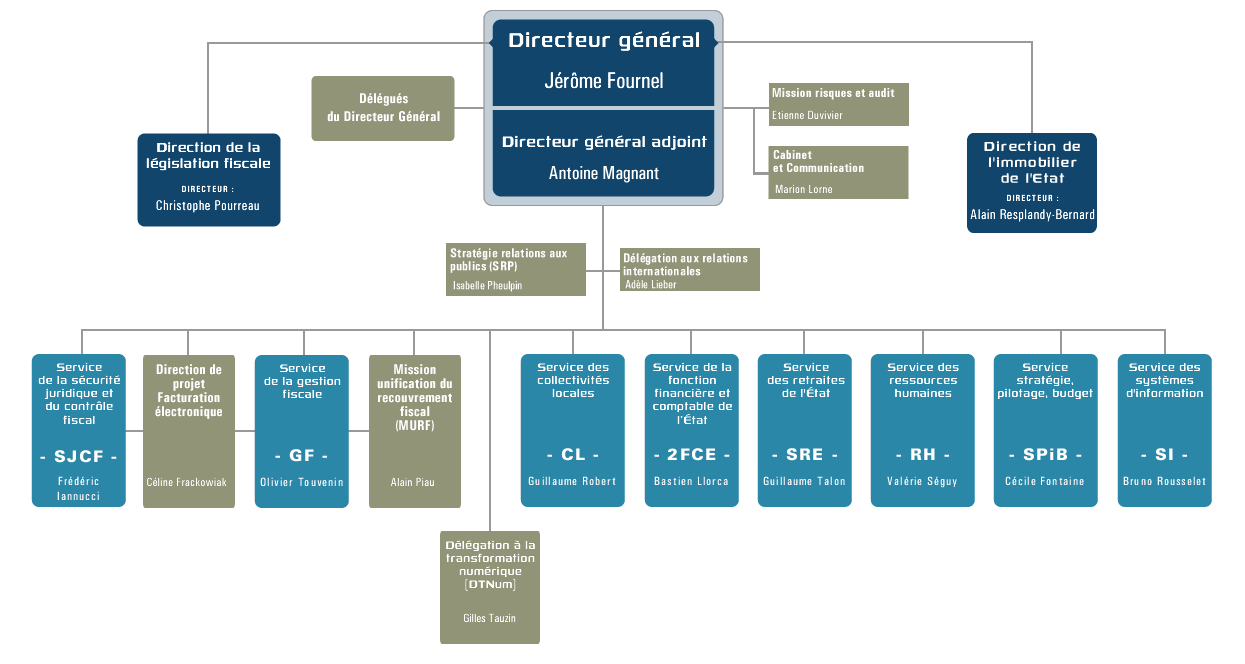 Directeur général
Jérôme Fournel
Directeur général adjoint
Antoine Magnant
Délégués
du Directeur Général
Mission risques et audit
Etienne Duvivier
Cabinet
et Communication
Marion Lorne
Direction de la
législation fiscale
DIRECTEUR :
Christophe Pourreau
Direction de
l'immobilier
de l'Etat
DIRECTEUR :
Alain Resplandy-Bernard
Stratégie relations aux
publics (SRP)
Isabelle Pheulpin
Délégation aux relations
internationales
Adèle Lieber
Service
de la sécurité
juridique et
du contrôle
fiscal
- SJCF -
Frédéric
Iannucci
Direction de
projet
Facturation
électronique
Céline Frackowiak
Service
de la gestion
fiscale
- GF -
Olivier Touvenin
Mission
unification du
recouvrement
fiscal
(MURF)
Alain Piau
Service des
collectivités
locales
- CL -
Guillaume Robert
Service de la
fonction
financière et
comptable de
l'État
- 2FCE -
Bastien Llorca
Service
des retraites
de l'État
- SRE -
Guillaume Talon
Service des
ressources
humaines
- RH -
Valérie Séguy
Service
stratégie,
pilotage, budget
- SPiB -
Cécile Fontaine
Service des
systèmes
d'information
- SI -
Bruno Rousselet
Délégation à la
transformation
numérique
[DTNum]
Gilles Tauzin